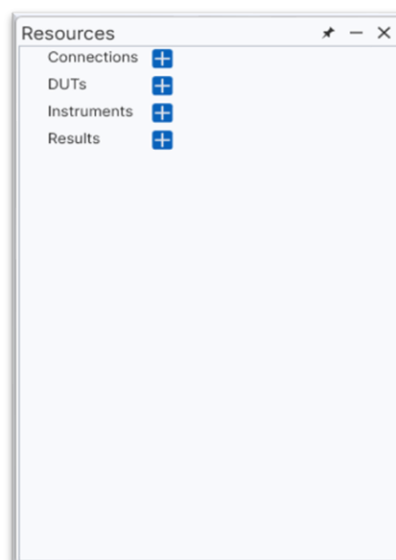 Resources
Connections
DUTs
Instruments
Results